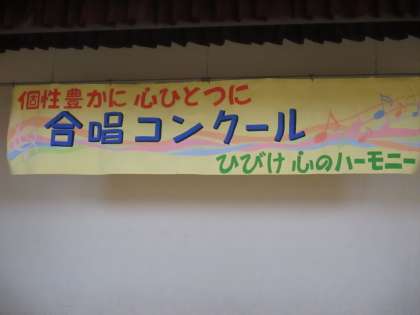 個性豊かに 心ひとつに
合唱コンクール
ひびけ 心のハーモニー